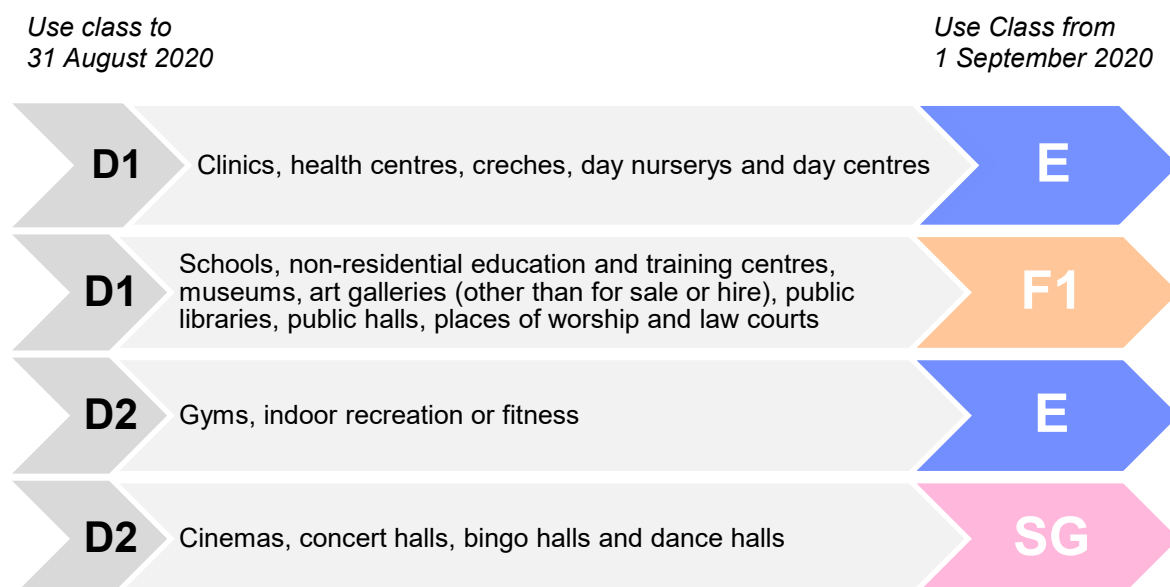 Use class to
31 August 2020
Use Class from
1 September 2020
D1
Clinics, health centres, creches, day nurserys and day centres
E
D1
Schools, non-residential education and training centres,
museums, art galleries (other than for sale or hire), public
libraries, public halls, places of worship and law courts
F1
D2
Gyms, indoor recreation or fitness
E
D2
Cinemas, concert halls, bingo halls and dance halls
SG